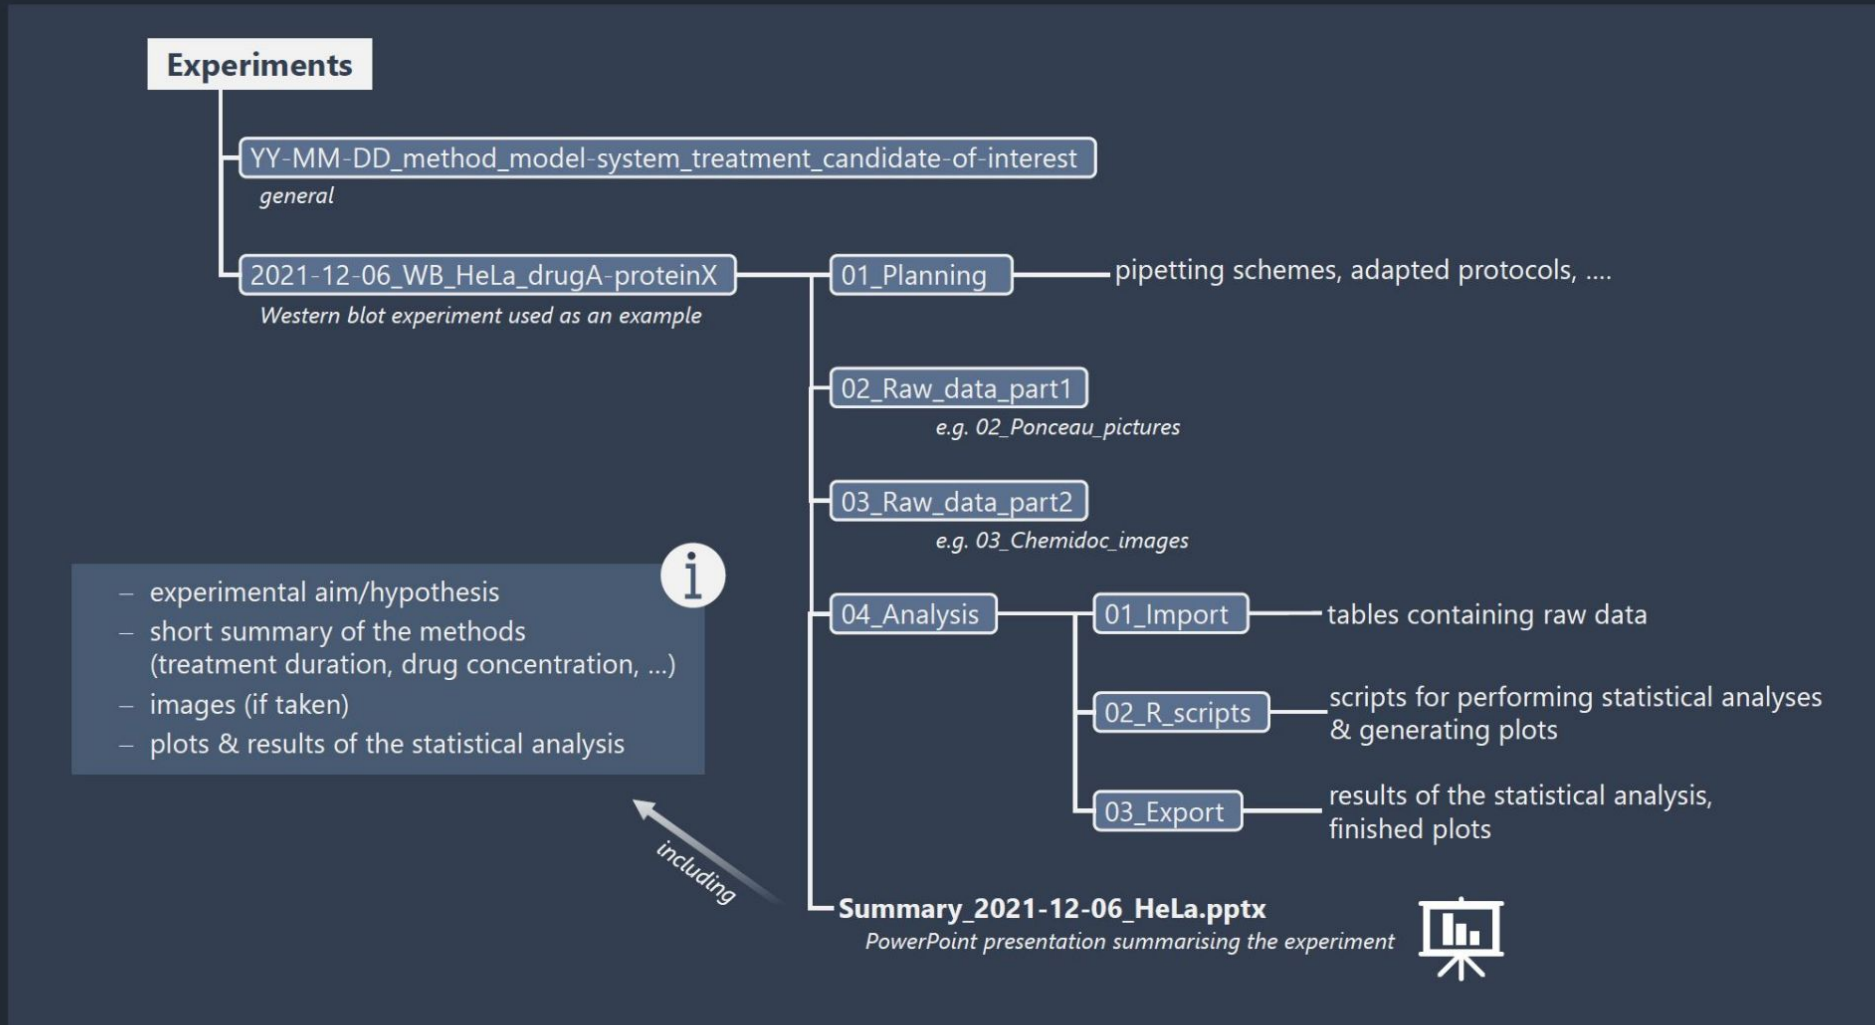 Experiments
YY-MM-DD_method_model-system_treatment_candidate-of-interest
general
2021-12-06_WB_HeLa_drugA-proteinX
Western blot experiment used as an example
01_Planning
pipetting schemes, adapted protocols, ....
02_Raw_data_part1
e.g. 02_Ponceau_pictures
03_Raw_data_part2
e.g. 03_Chemidoc_images
04_Analysis
01_Import
tables containing raw data
02_R_scripts
scripts for performing statistical analyses
& generating plots
03_Export
results of the statistical analysis,
finished plots
Summary_2021-12-06_HeLa.pptx
PowerPoint presentation summarising the experiment
including
i
– experimental aim/hypothesis
– short summary of the methods
(treatment duration, drug concentration, ...)
– images (if taken)
– plots & results of the statistical analysis